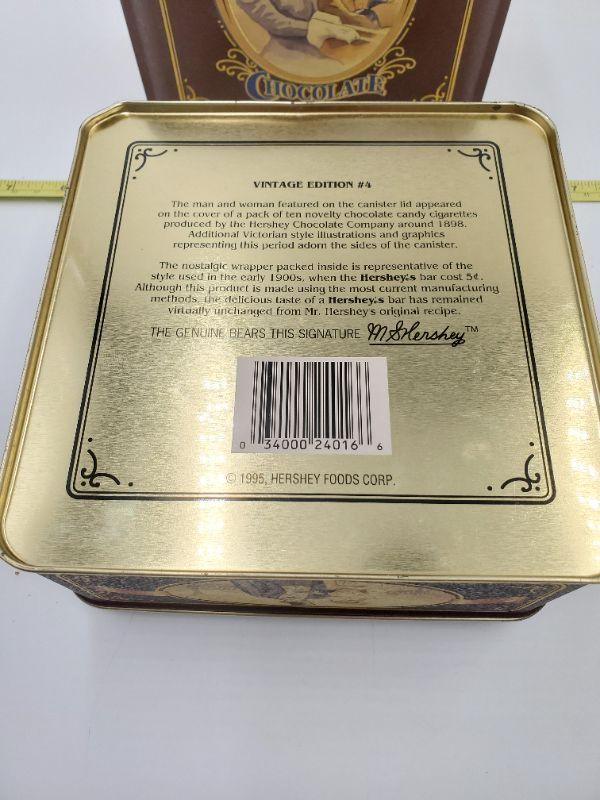 CHOCOLATE
VINTAGE EDITION #4
The man and woman featured on the canister lid appeared
on the cover of a pack of ten novelty chocolate candy cigarettes
produced by the Hershey Chocolate Company around 1898.
Additional Victorian style illustrations and graphics
representing this period adorn the sides of the canister.
The nostalgic wrapper packed inside is representative of the
style used in the early 1900s, when the Hershey's bar cost 5¢.
Although this product is made using the most current manufacturing
methods, the delicious taste of a Hershey's bar has remained
virtually unchanged from Mr. Hershey's original recipe.
THE GENUINE BEARS THIS SIGNATURE M.S. Hershey TM
0 34000 24016 6
© 1995, HERSHEY FOODS CORP.